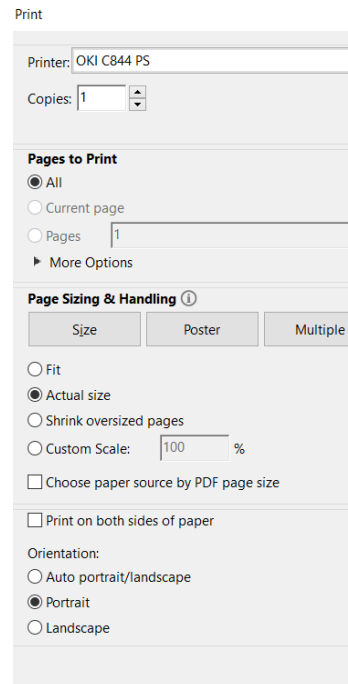 Print
Printer: OKI C844 PS
Copies: 1
Pages to Print
All
Current page
Pages 1
More Options
Page Sizing & Handling
Size Poster Multiple
Fit
Actual size
Shrink oversized pages
Custom Scale: 100 %
Choose paper source by PDF page size
Print on both sides of paper
Orientation:
Auto portrait/landscape
Portrait
Landscape